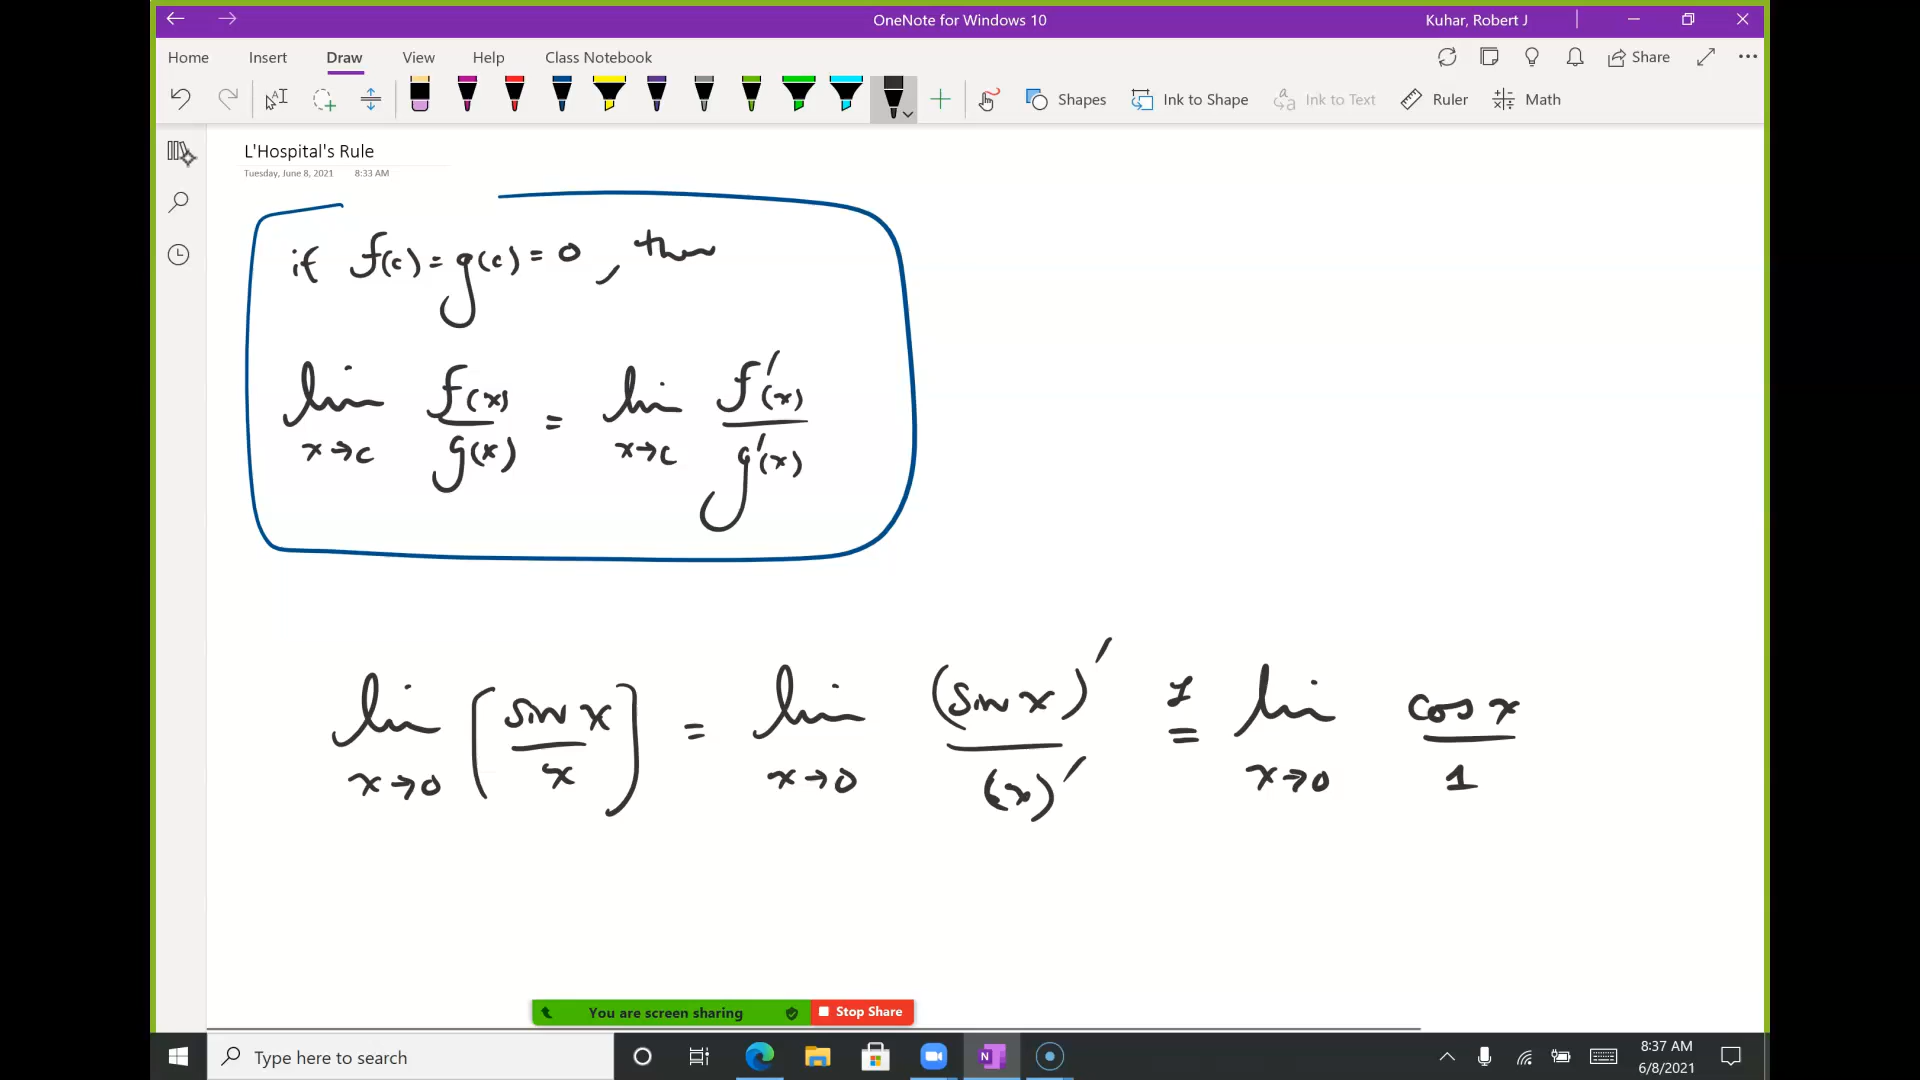 OneNote for Windows 10
Kuhar, Robert J
Home Insert Draw View Help Class Notebook
Share
Shapes Ink to Shape Ink to Text Ruler Math
L'Hospital's Rule
Tuesday, June 8, 2021 8:33 AM
if f(c) = g(c) = 0, then
lim x→c f(x)/g(x) = lim x→c f'(x)/g'(x)
lim x→0 [sin x / x] = lim x→0 (sin x)' / (x)' = lim x→0 cos x / 1
You are screen sharing Stop Share
Type here to search
N
8:37 AM
6/8/2021